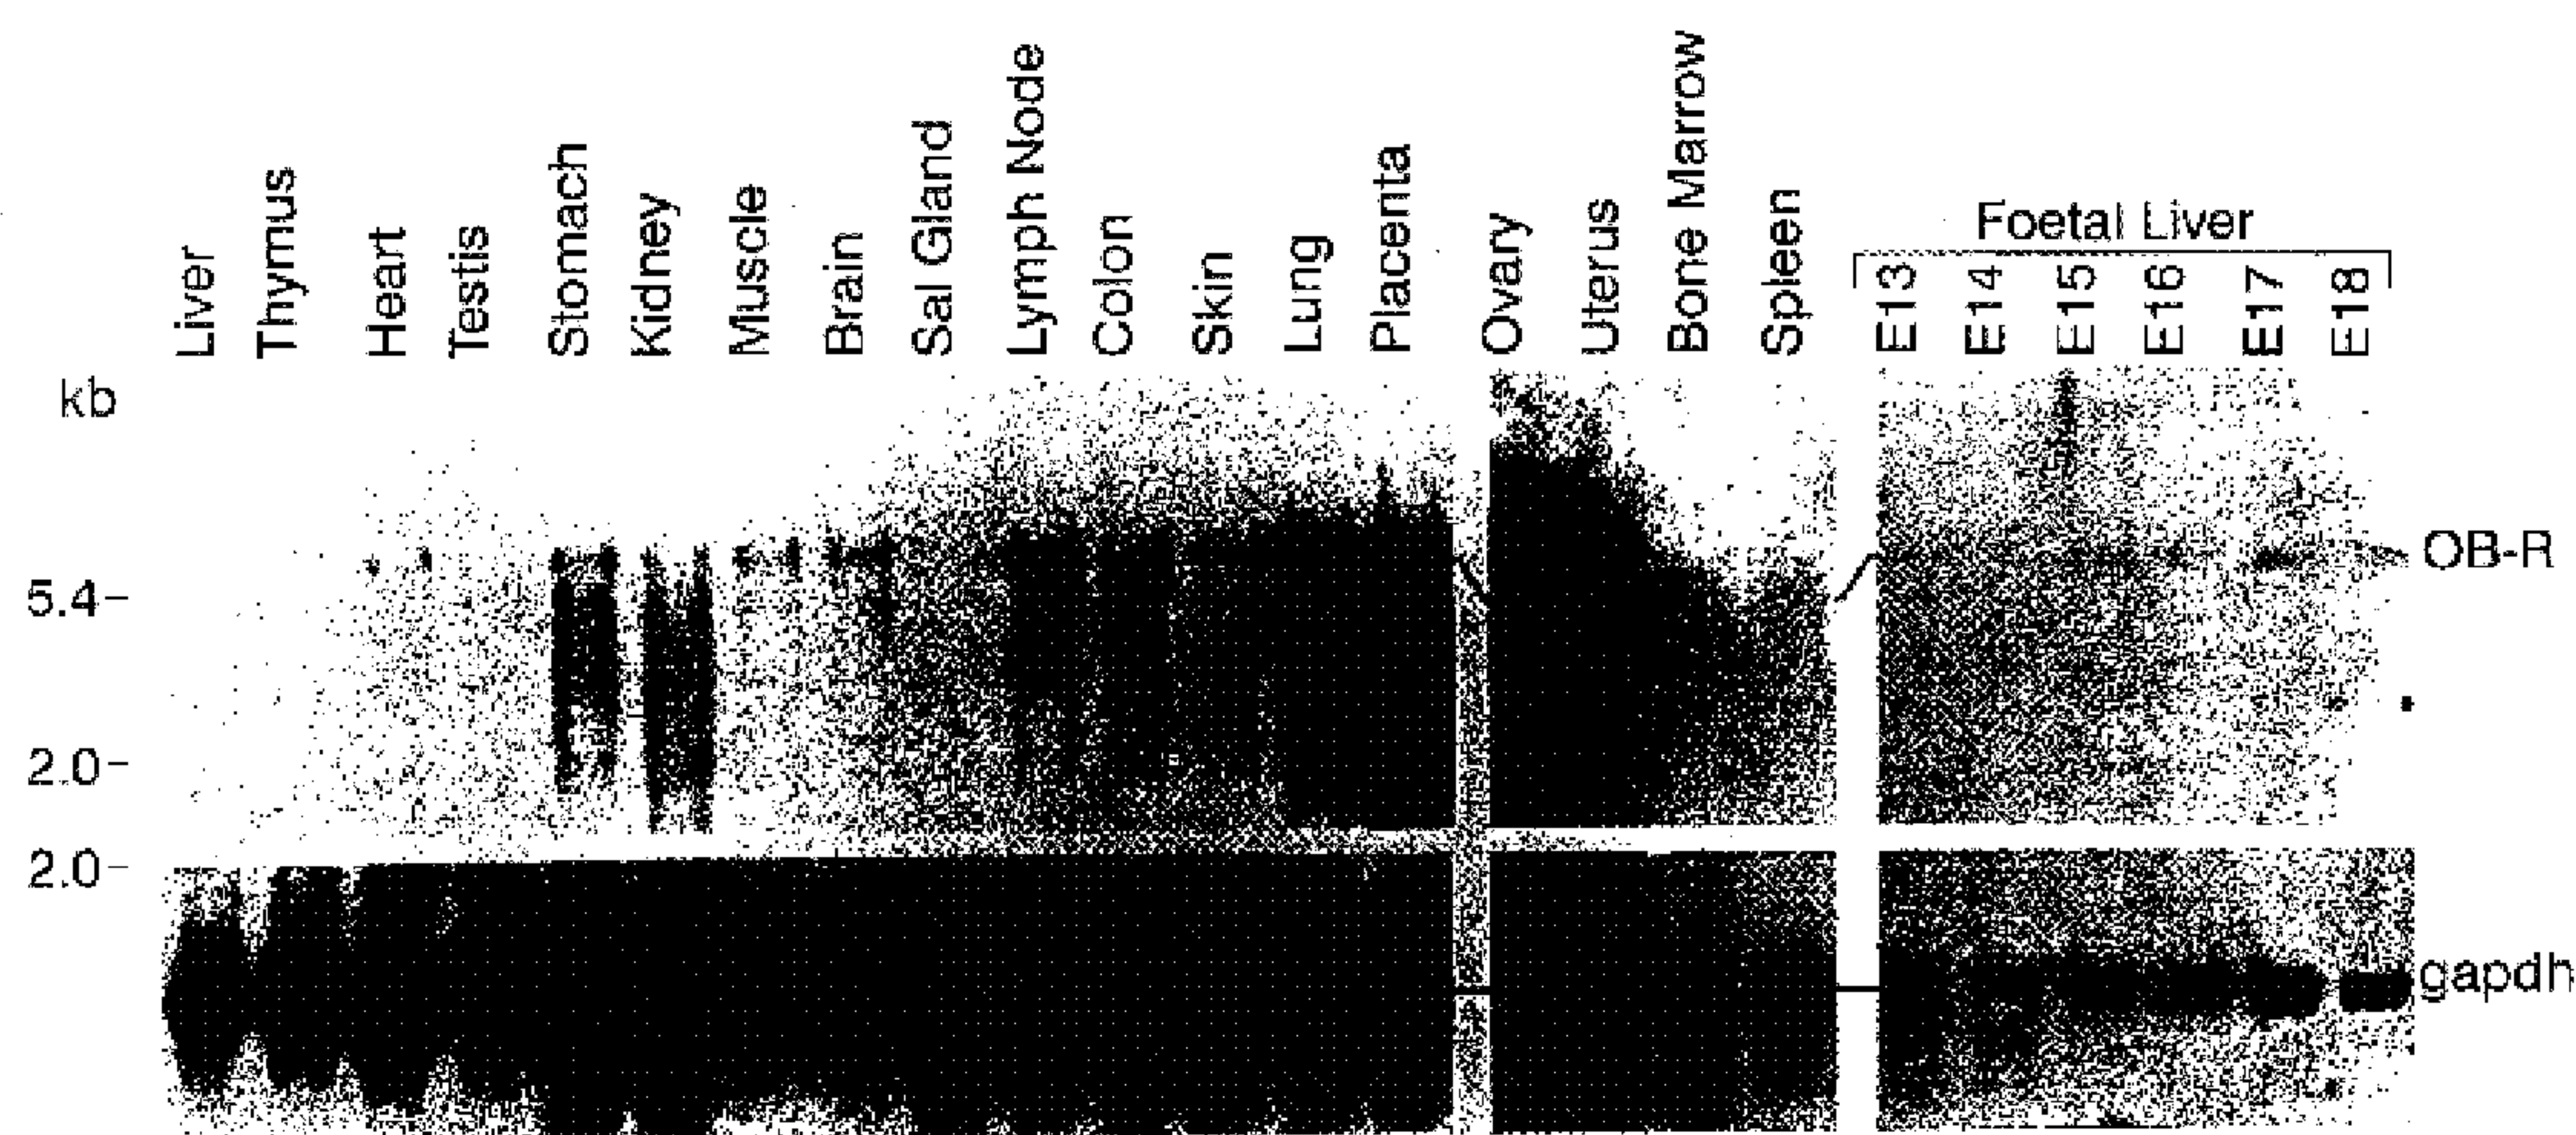 Liver
Thymus
Heart
Testis
Stomach
Kidney
Muscle
Brain
Sal Gland
Lymph Node
Colon
Skin
Lung
Placenta
Ovary
Uterus
Bone Marrow
Spleen
Foetal Liver
E13
E14
E15
E16
E17
E18
kb
OB-R
5.4-
2.0-
2.0-
gapdh